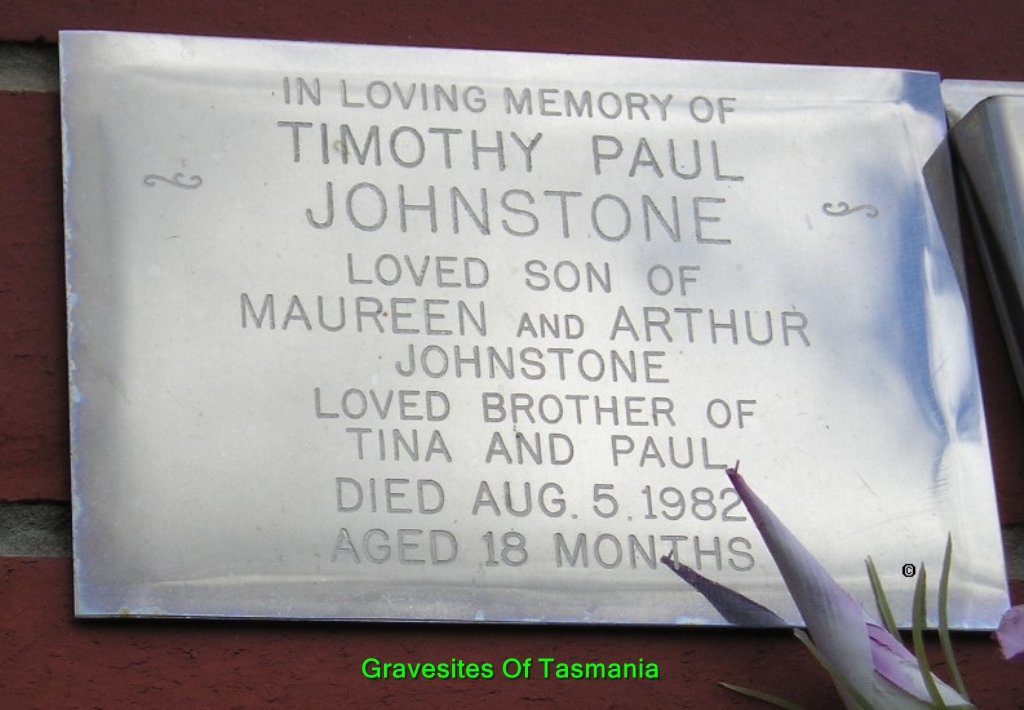 IN LOVING MEMORY OF
TIMOTHY PAUL
JOHNSTONE
LOVED SON OF
MAUREEN AND ARTHUR
JOHNSTONE
LOVED BROTHER OF
TINA AND PAUL
DIED AUG. 5. 1982
AGED 18 MONTHS
©
Gravesites Of Tasmania